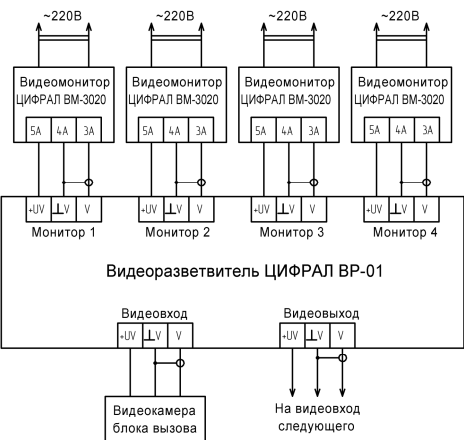 ~220В ~220В ~220В ~220В
Видеомонитор Видеомонитор Видеомонитор Видеомонитор
ЦИФРАЛ ВМ-3020 ЦИФРАЛ ВМ-3020 ЦИФРАЛ ВМ-3020 ЦИФРАЛ ВМ-3020
5А 4А 3А 5А 4А 3А 5А 4А 3А 5А 4А 3А
+UV ⊥V V +UV ⊥V V +UV ⊥V V +UV ⊥V V
Монитор 1 Монитор 2 Монитор 3 Монитор 4
Видеоразветвитель ЦИФРАЛ ВР-01
Видеовход Видеовыход
+UV ⊥V V +UV ⊥V V
Видеокамера
блока вызова
На видеовход
следующего